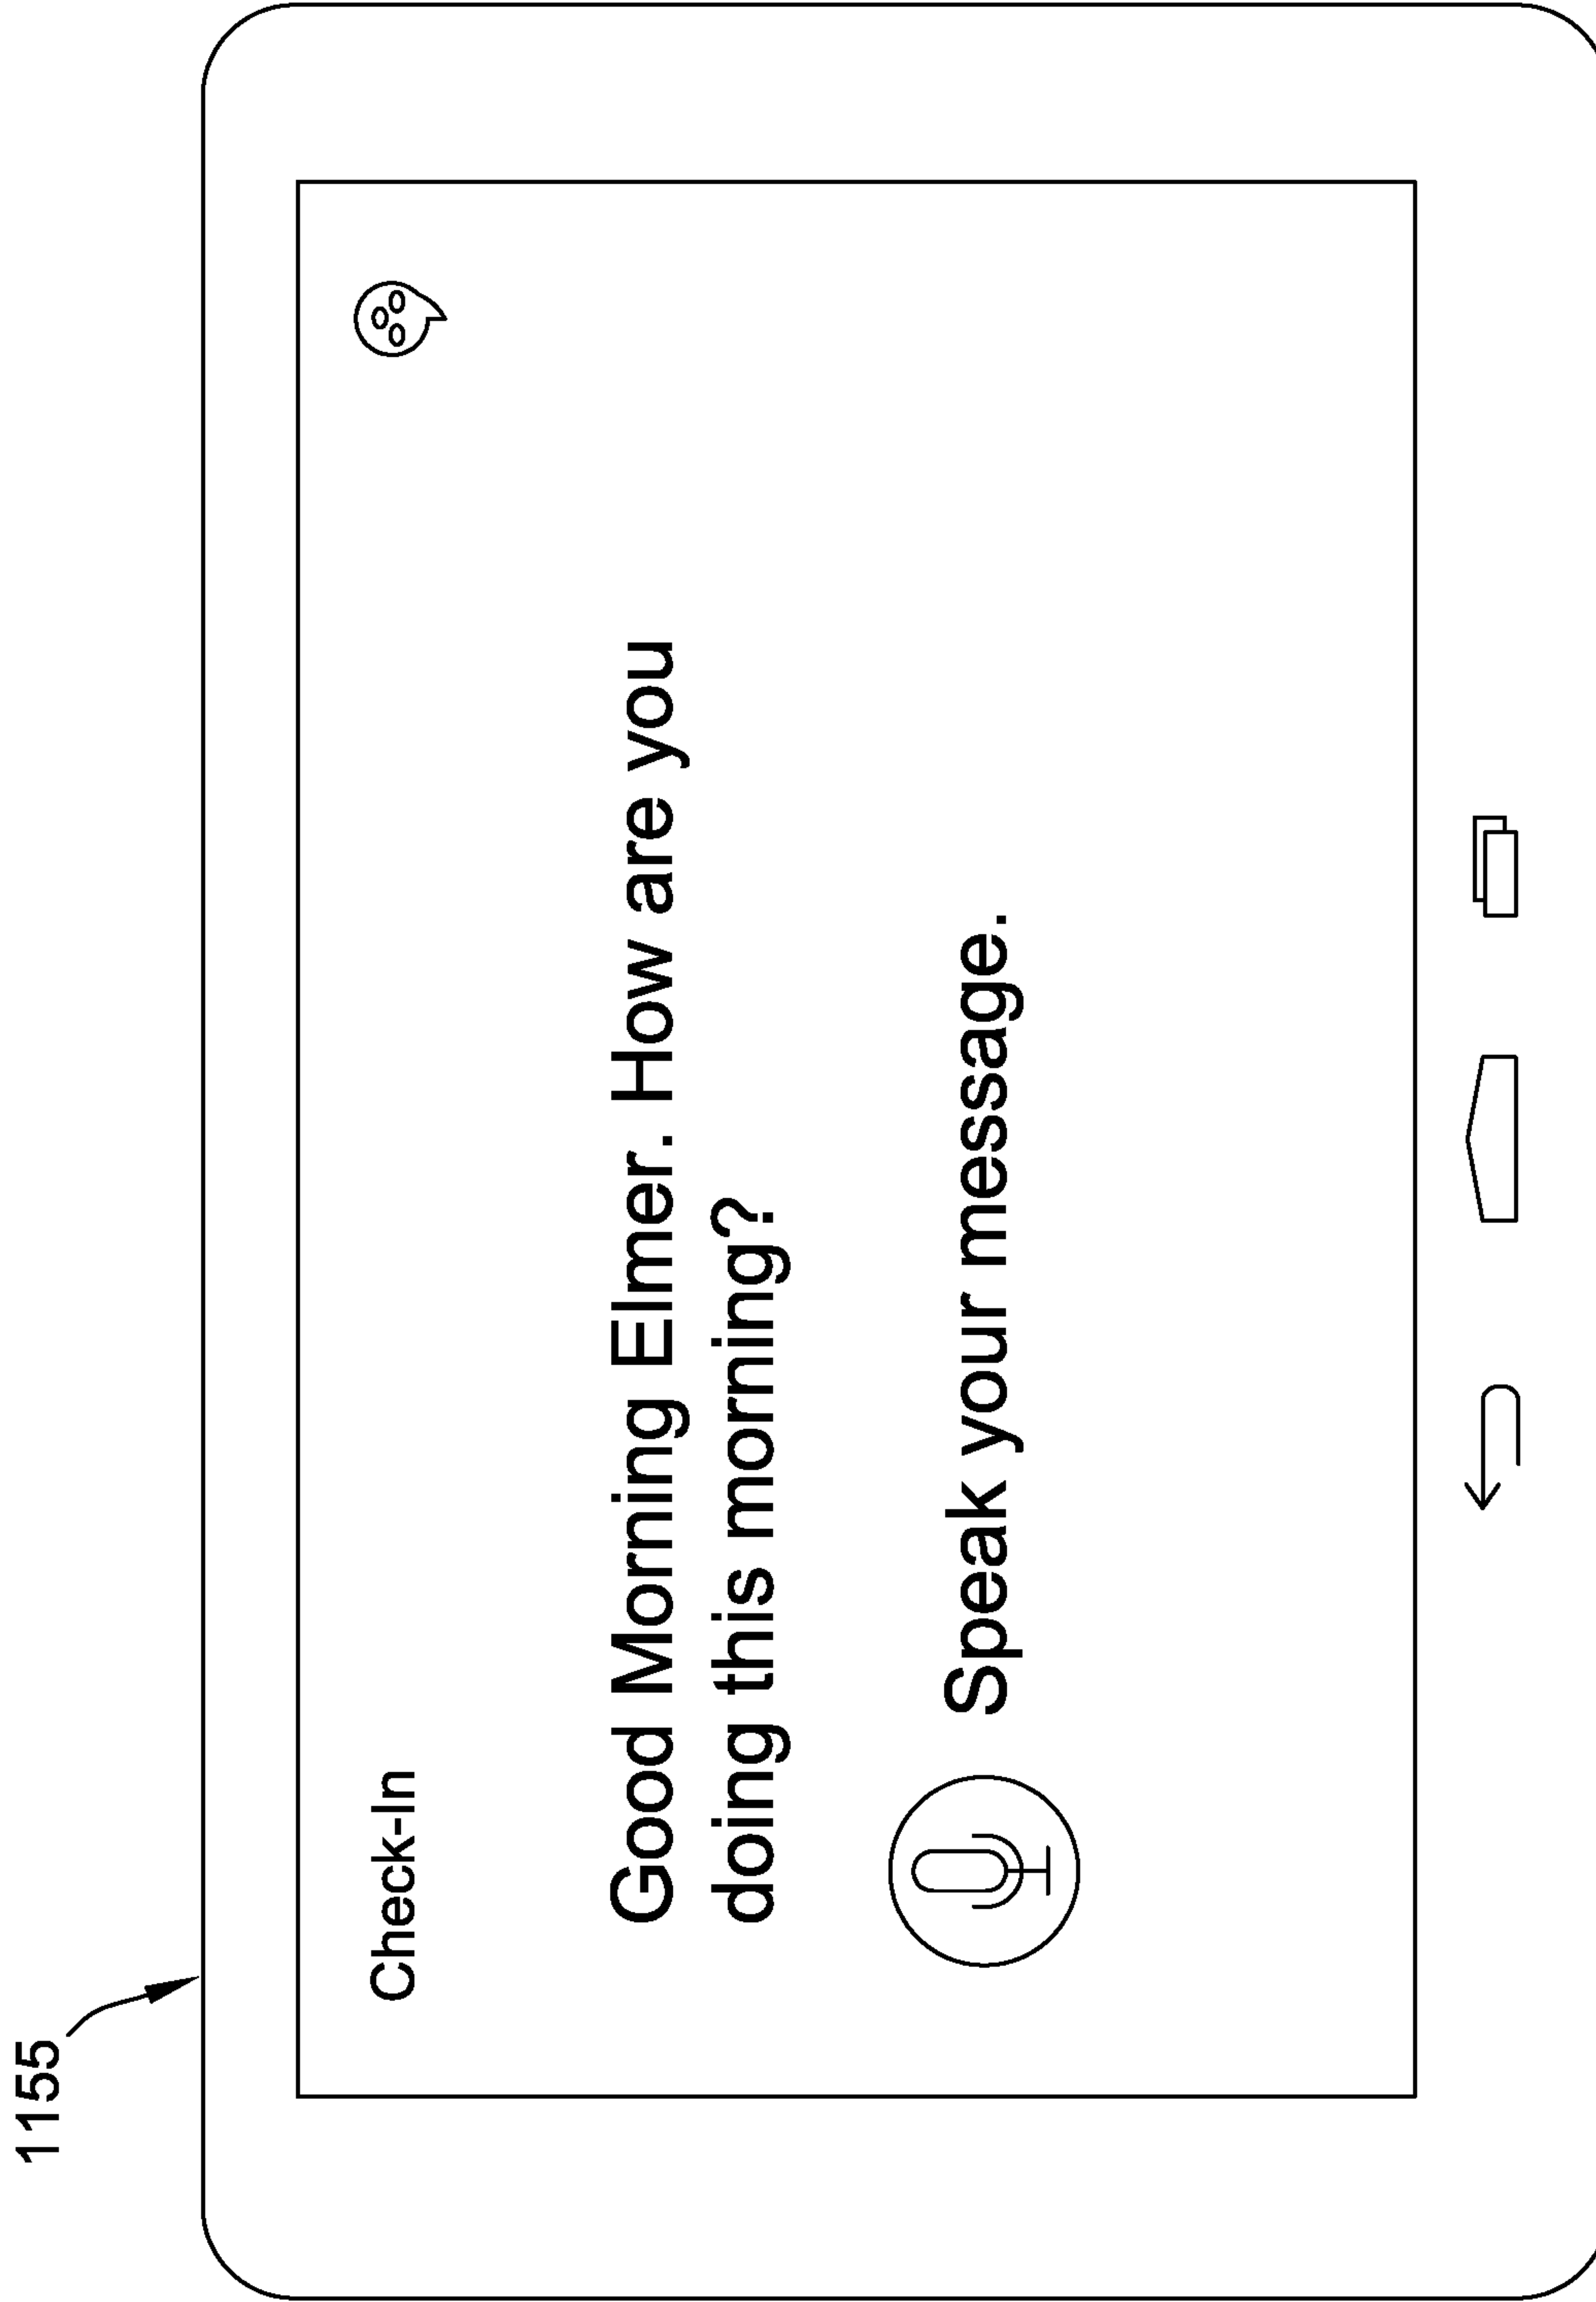 1155
Check-In
Good Morning Elmer. How are you
doing this morning?
Speak your message.